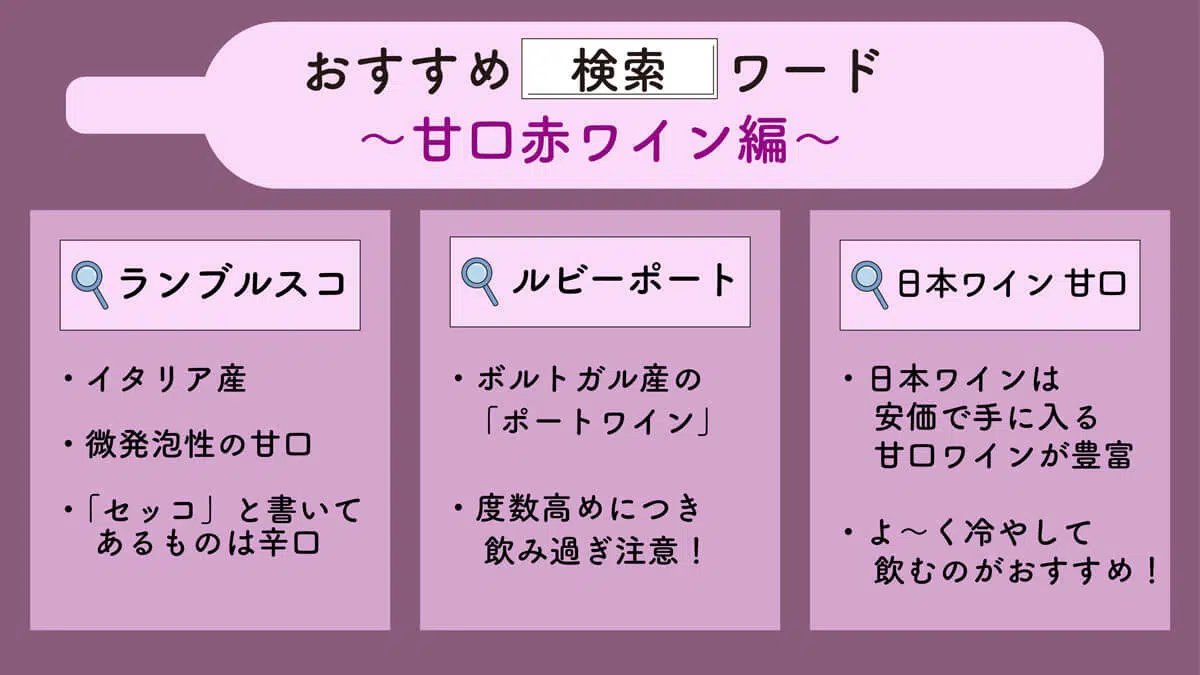 おすすめ 検索 ワード
～甘口赤ワイン編～
ランブルスコ
・イタリア産
・微発泡性の甘口
・「セッコ」と書いて
あるものは辛口
ルビーポート
・ポルトガル産の
「ポートワイン」
・度数高めにつき
飲み過ぎ注意！
日本ワイン 甘口
・日本ワインは
安価で手に入る
甘口ワインが豊富
・よ～く冷やして
飲むのがおすすめ！